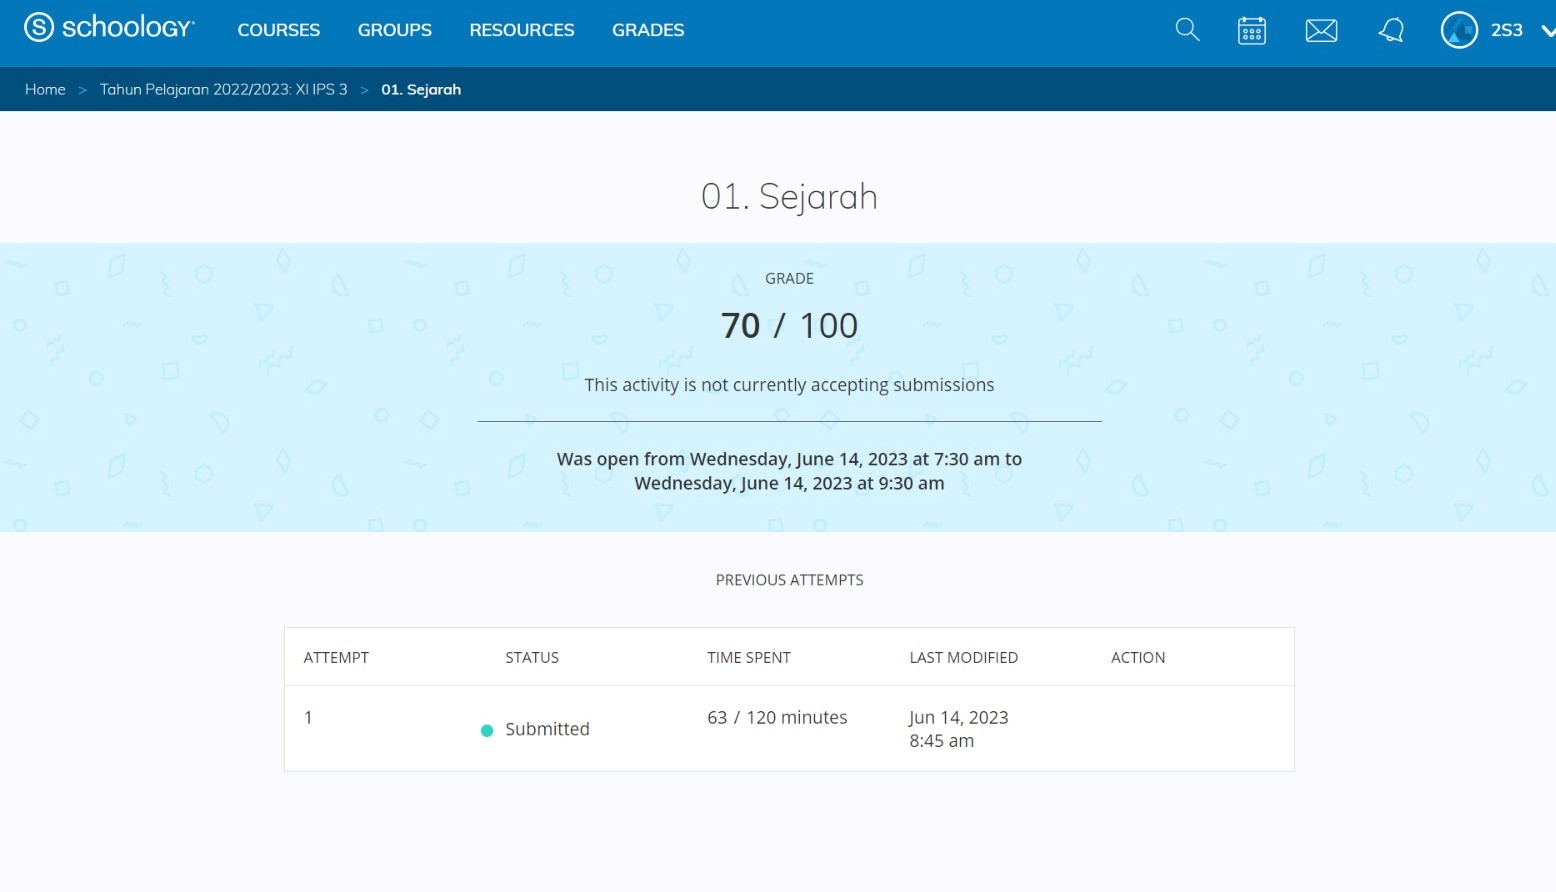 schoology COURSES GROUPS RESOURCES GRADES 2S3
Home > Tahun Pelajaran 2022/2023: XI IPS 3 > 01. Sejarah
01. Sejarah
GRADE
70 / 100
This activity is not currently accepting submissions
Was open from Wednesday, June 14, 2023 at 7:30 am to
Wednesday, June 14, 2023 at 9:30 am
PREVIOUS ATTEMPTS
ATTEMPT STATUS TIME SPENT LAST MODIFIED ACTION
1 Submitted 63 / 120 minutes Jun 14, 2023
8:45 am